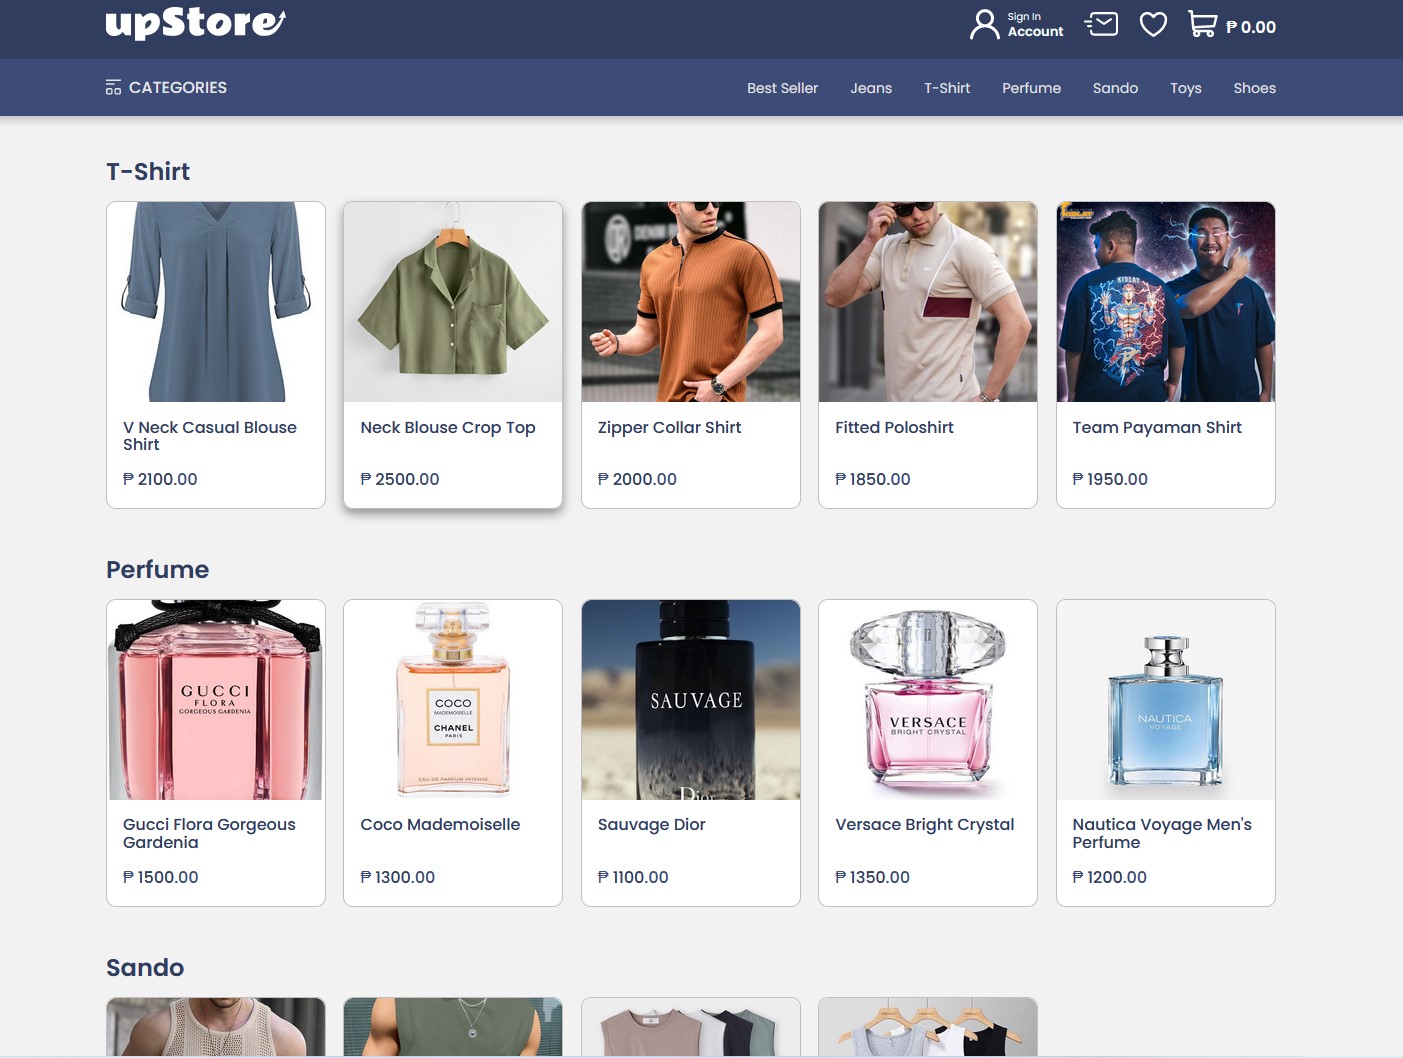 upStore
Sign In
Account
₱ 0.00
CATEGORIES
Best Seller
Jeans
T-Shirt
Perfume
Sando
Toys
Shoes
T-Shirt
KIDLAT
V Neck Casual Blouse
Shirt
₱ 2100.00
Neck Blouse Crop Top
₱ 2500.00
Zipper Collar Shirt
₱ 2000.00
Fitted Poloshirt
₱ 1850.00
KIDLAT
Team Payaman Shirt
₱ 1950.00
Perfume
GUCCI
FLORA
GORGEOUS GARDENIA
Gucci Flora Gorgeous
Gardenia
₱ 1500.00
COCO
MADEMOISELLE
CHANEL
PARIS
EAU DE PARFUM INTENSE
Coco Mademoiselle
₱ 1300.00
SAUVAGE
Dior
Sauvage Dior
₱ 1100.00
VERSACE
BRIGHT CRYSTAL
Versace Bright Crystal
₱ 1350.00
NAUTICA
VOYAGE
Nautica Voyage Men's
Perfume
₱ 1200.00
Sando